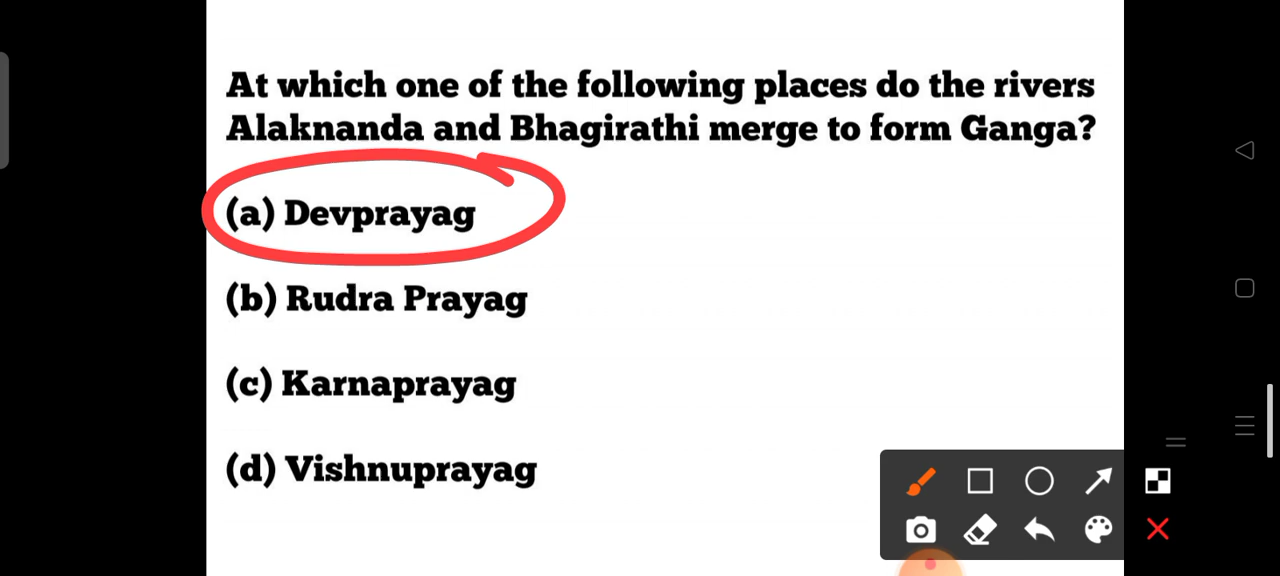 At which one of the following places do the rivers
Alaknanda and Bhagirathi merge to form Ganga?
(a) Devprayag
(b) Rudra Prayag
(c) Karnaprayag
(d) Vishnuprayag